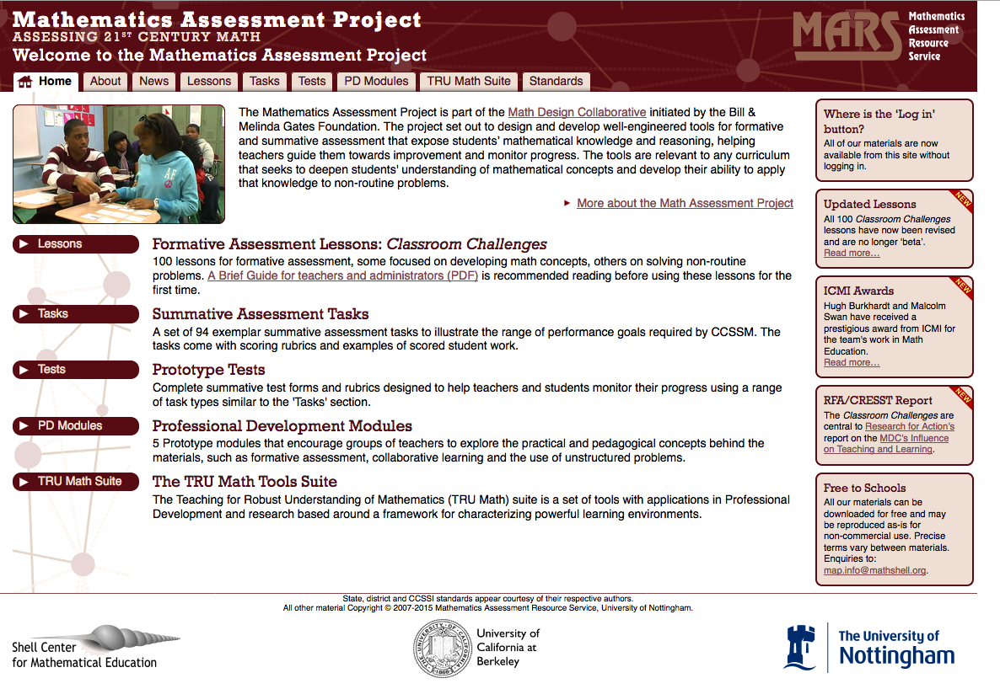 Mathematics Assessment Project
ASSESSING 21ST CENTURY MATH
Welcome to the Mathematics Assessment Project
MARS
Mathematics
Assessment
Resource
Service
Home
About
News
Lessons
Tasks
Tests
PD Modules
TRU Math Suite
Standards
The Mathematics Assessment Project is part of the Math Design Collaborative initiated by the Bill &
Melinda Gates Foundation. The project set out to design and develop well-engineered tools for formative
and summative assessment that expose students’ mathematical knowledge and reasoning, helping
teachers guide them towards improvement and monitor progress. The tools are relevant to any curriculum
that seeks to deepen students' understanding of mathematical concepts and develop their ability to apply
that knowledge to non-routine problems.
More about the Math Assessment Project
Lessons
Formative Assessment Lessons: Classroom Challenges
100 lessons for formative assessment, some focused on developing math concepts, others on solving non-routine
problems. A Brief Guide for teachers and administrators (PDF) is recommended reading before using these lessons for the
first time.
Tasks
Summative Assessment Tasks
A set of 94 exemplar summative assessment tasks to illustrate the range of performance goals required by CCSSM. The
tasks come with scoring rubrics and examples of scored student work.
Tests
Prototype Tests
Complete summative test forms and rubrics designed to help teachers and students monitor their progress using a range
of task types similar to the 'Tasks' section.
PD Modules
Professional Development Modules
5 Prototype modules that encourage groups of teachers to explore the practical and pedagogical concepts behind the
materials, such as formative assessment, collaborative learning and the use of unstructured problems.
TRU Math Suite
The TRU Math Tools Suite
The Teaching for Robust Understanding of Mathematics (TRU Math) suite is a set of tools with applications in Professional
Development and research based around a framework for characterizing powerful learning environments.
Where is the ‘Log in’
button?
All of our materials are now
available from this site without
logging in.
NEW
Updated Lessons
All 100 Classroom Challenges
lessons have now been revised
and are no longer ‘beta’.
Read more…
NEW
ICMI Awards
Hugh Burkhardt and Malcolm
Swan have received a
prestigious award from ICMI for
the team's work in Math
Education.
Read more…
NEW
RFA/CRESST Report
The Classroom Challenges are
central to Research for Action's
report on the MDC's Influence
on Teaching and Learning.
Free to Schools
All our materials can be
downloaded for free and may
be reproduced as-is for
non-commercial use. Precise
terms vary between materials.
Enquiries to:
map.info@mathshell.org.
State, district and CCSSI standards appear courtesy of their respective authors.
All other material Copyright © 2007-2015 Mathematics Assessment Resource Service, University of Nottingham.
Shell Center
for Mathematical Education
University of
California at
Berkeley
The University of
Nottingham